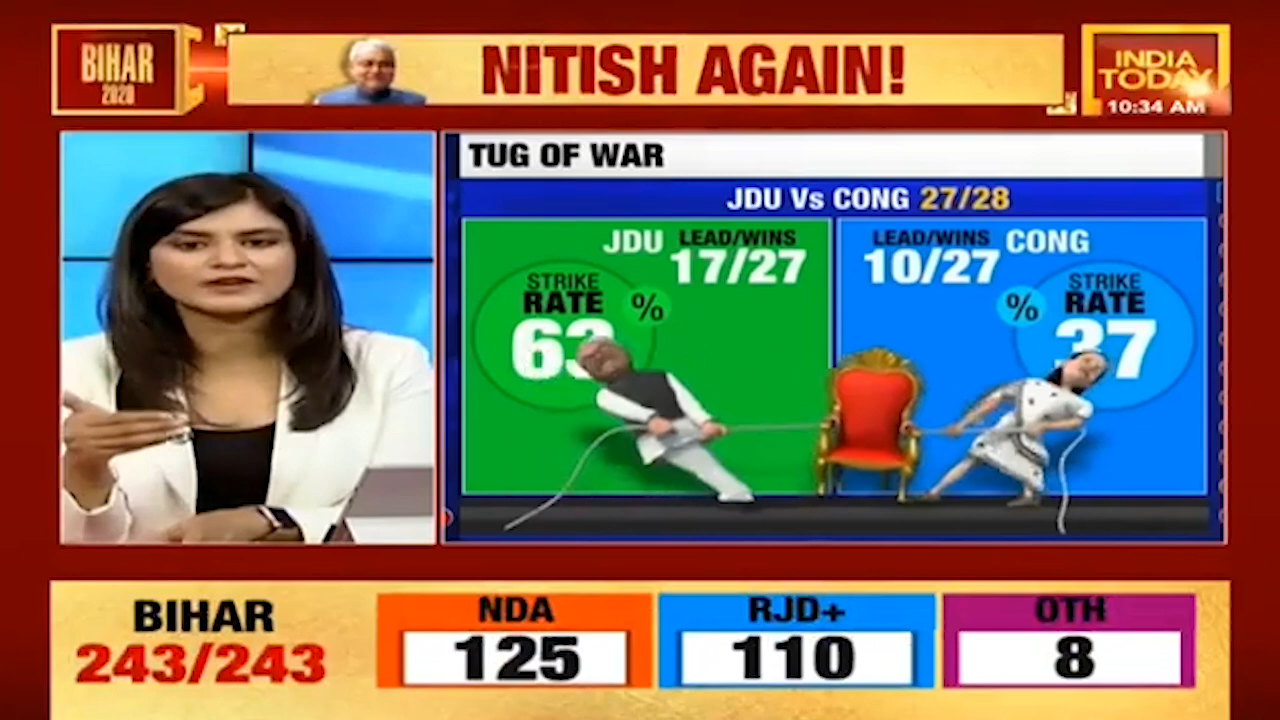 BIHAR
2020
NITISH AGAIN!
INDIA
TODAY
10:34 AM
TUG OF WAR
JDU Vs CONG 27/28
JDU LEAD/WINS
17/27
STRIKE
RATE %
63
LEAD/WINS CONG
10/27
STRIKE
% RATE
37
BIHAR
243/243
NDA
125
RJD+
110
OTH
8